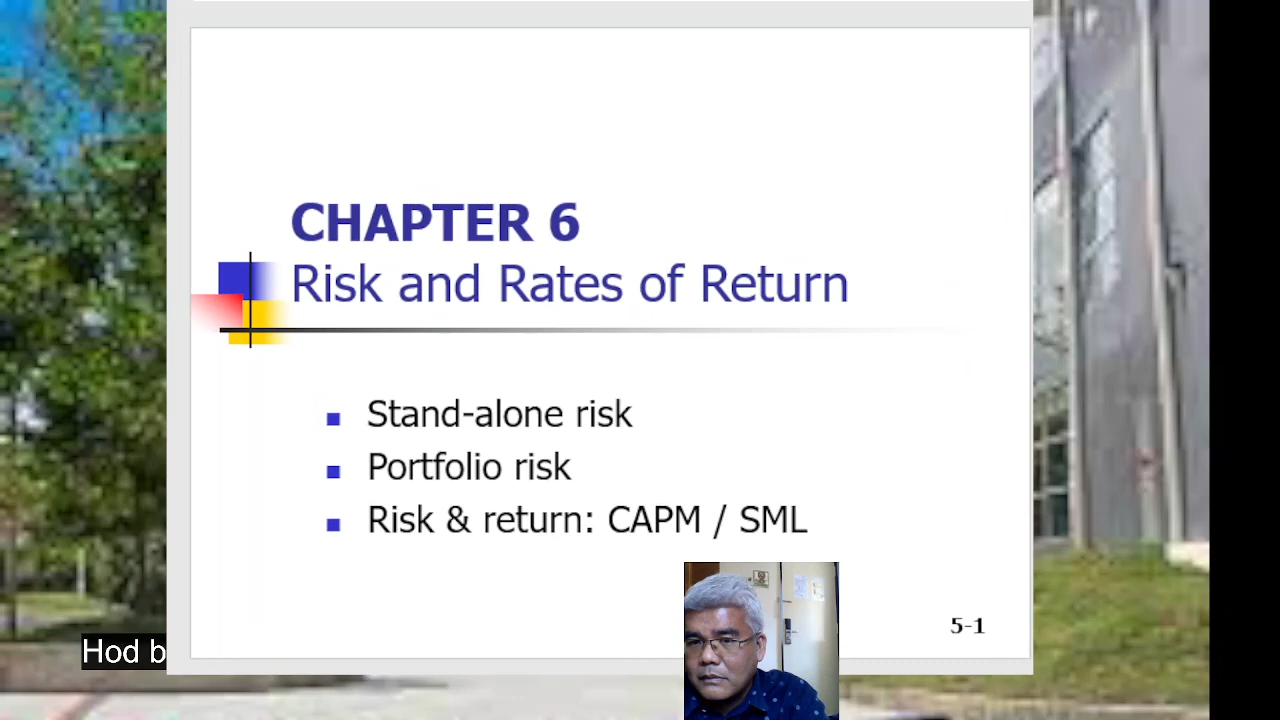 CHAPTER 6
Risk and Rates of Return
Stand-alone risk
Portfolio risk
Risk & return: CAPM / SML
5-1
Hod b